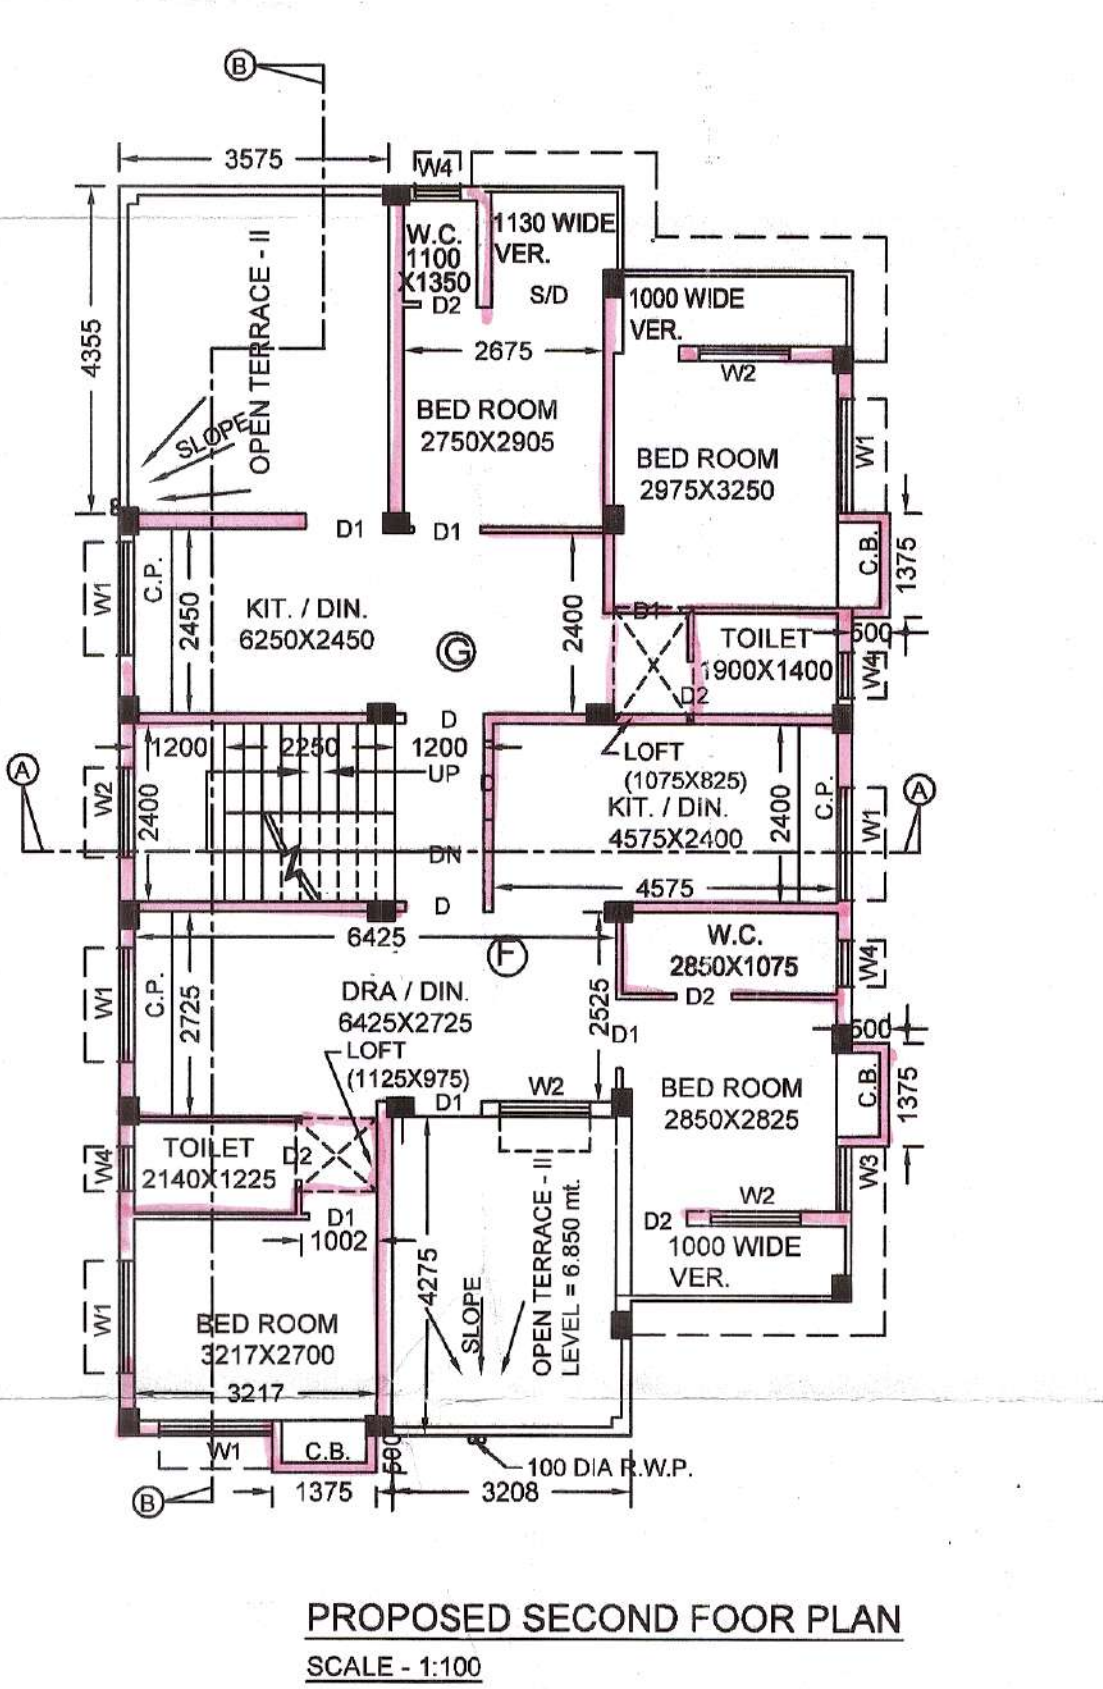 B
3575
W4
4355
OPEN TERRACE - II
SLOPE
W.C.
1100
X1350
D2
1130 WIDE
VER.
S/D
2675
BED ROOM
2750X2905
1000 WIDE
VER.
W2
BED ROOM
2975X3250
W1
C.B.
1375
500
D1
D1
W1
C.P.
2450
KIT. / DIN.
6250X2450
G
2400
D1
TOILET
1900X1400
W4
D2
D
1200
2250
1200
UP
LOFT
(1075X825)
KIT. / DIN.
4575X2400
2400
C.P.
W1
A
A
W2
2400
D
DN
4575
D
6425
F
W.C.
2850X1075
W4
D2
W1
C.P.
2725
DRA / DIN.
6425X2725
2525
D1
500
LOFT
(1125X975)
D1
W2
BED ROOM
2850X2825
C.B.
1375
W4
TOILET
2140X1225
D2
D1
1002
W3
W2
D2
1000 WIDE
VER.
4275
SLOPE
OPEN TERRACE - II
LEVEL = 6.850 mt.
W1
BED ROOM
3217X2700
3217
W1
C.B.
500
100 DIA R.W.P.
B
1375
3208
PROPOSED SECOND FOOR PLAN
SCALE - 1:100